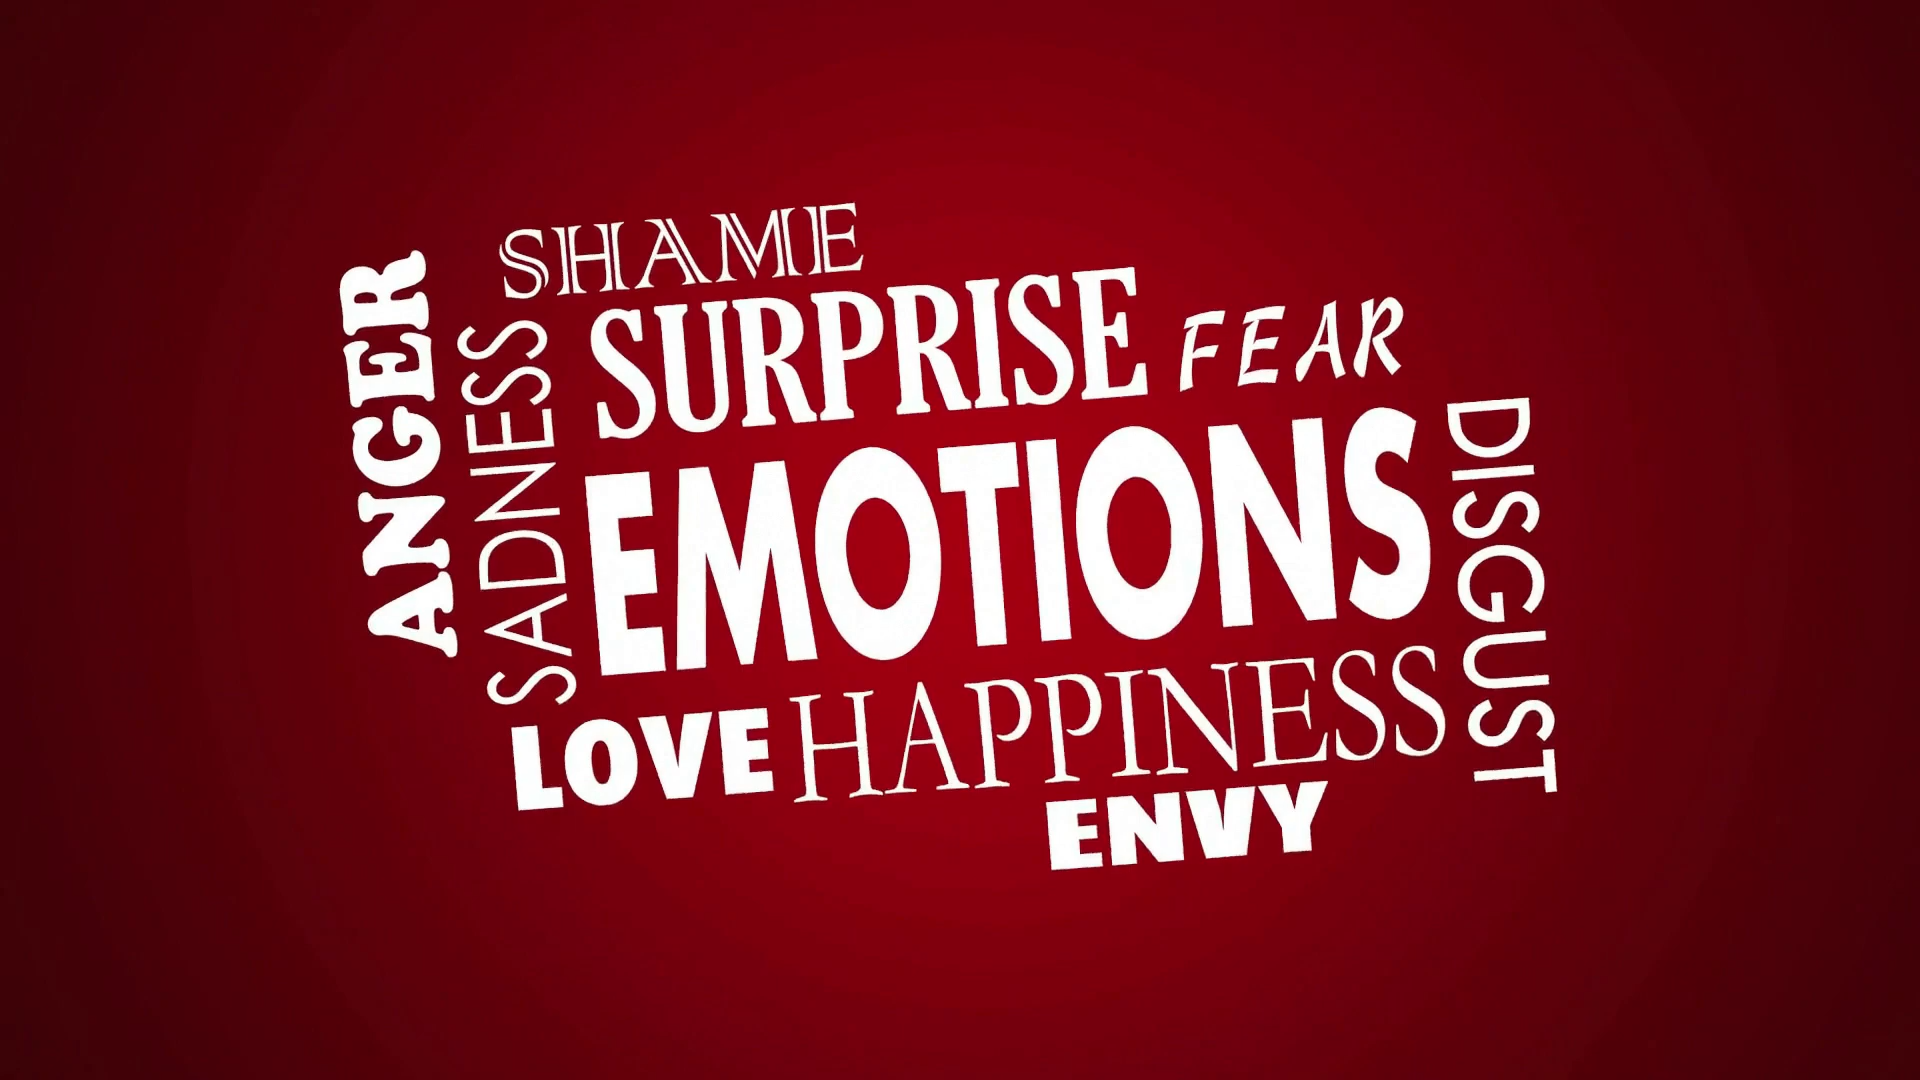 SHAME
ANGER
SADNESS
SURPRISE
FEAR
EMOTIONS
DISGUST
LOVE
HAPPINESS
ENVY